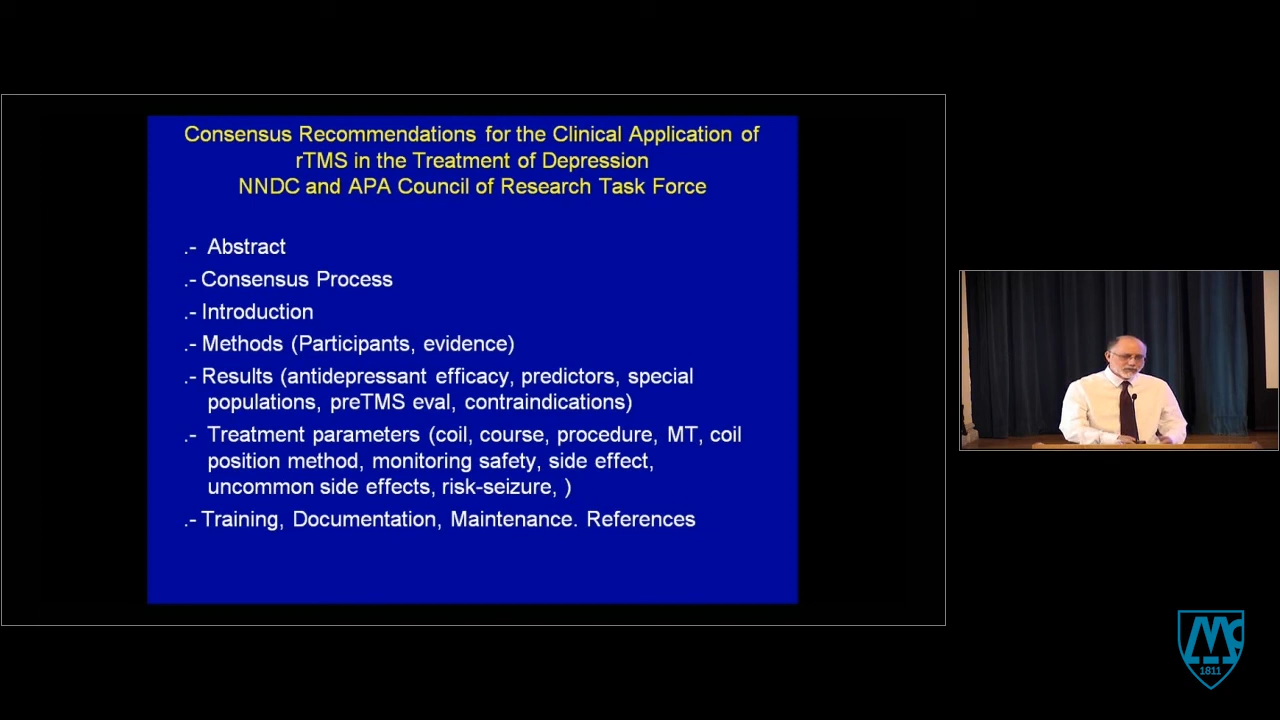 Consensus Recommendations for the Clinical Application of
rTMS in the Treatment of Depression
NNDC and APA Council of Research Task Force
.- Abstract
.- Consensus Process
.- Introduction
.- Methods (Participants, evidence)
.- Results (antidepressant efficacy, predictors, special
populations, preTMS eval, contraindications)
.- Treatment parameters (coil, course, procedure, MT, coil
position method, monitoring safety, side effect,
uncommon side effects, risk-seizure, )
.- Training, Documentation, Maintenance. References
Mc
1811